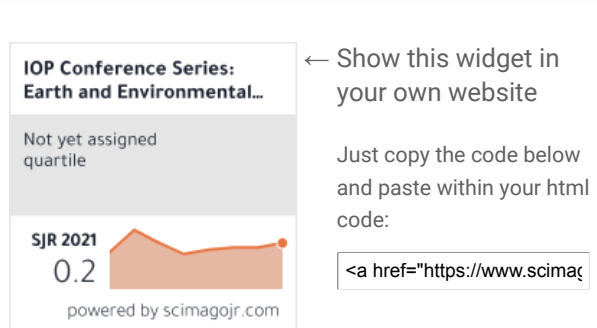 IOP Conference Series:
Earth and Environmental...
Not yet assigned
quartile
SJR 2021
0.2
powered by scimagojr.com
← Show this widget in
your own website
Just copy the code below
and paste within your html
code:
<a href="https://www.scimag